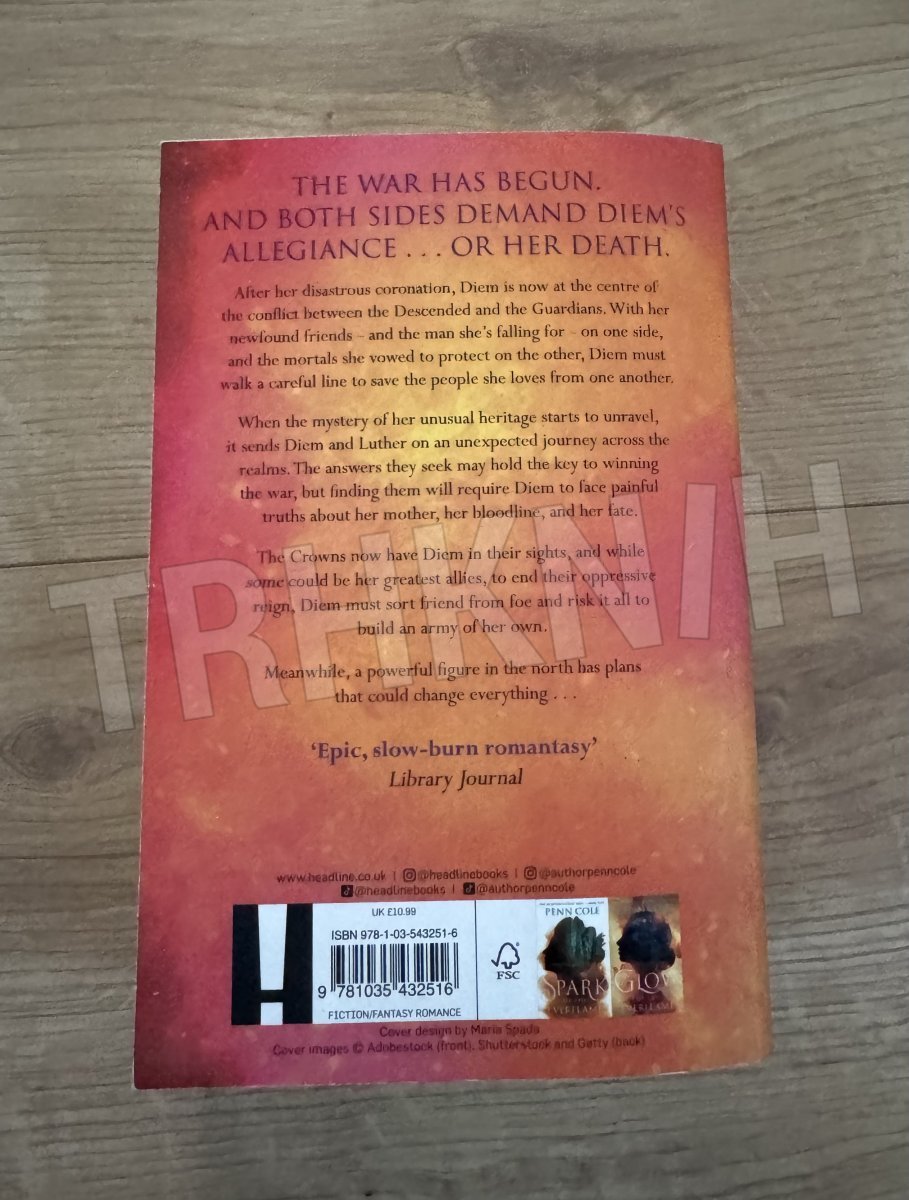 THE WAR HAS BEGUN.
AND BOTH SIDES DEMAND DIEM'S
ALLEGIANCE . . . OR HER DEATH.
After her disastrous coronation, Diem is now at the centre of
the conflict between the Descended and the Guardians. With her
newfound friends – and the man she's falling for – on one side,
and the mortals she vowed to protect on the other, Diem must
walk a careful line to save the people she loves from one another.
When the mystery of her unusual heritage starts to unravel,
it sends Diem and Luther on an unexpected journey across the
realms. The answers they seek may hold the key to winning
the war, but finding them will require Diem to face painful
truths about her mother, her bloodline, and her fate.
The Crowns now have Diem in their sights, and while
some could be her greatest allies, to end their oppressive
reign, Diem must sort friend from foe and risk it all to
build an army of her own.
Meanwhile, a powerful figure in the north has plans
that could change everything . . .
'Epic, slow-burn romantasy'
Library Journal
www.headline.co.uk | @headlinebooks | @authorpenncole
@headlinebooks | @authorpenncole
UK £10.99
ISBN 978-1-03-543251-6
9 781035 432516
FICTION/FANTASY ROMANCE
FSC
PENN COLE
SPARK
GLOW
Cover design by Maria Spada
Cover images © Adobestock (front), Shutterstock and Getty (back)
TRHKNIH